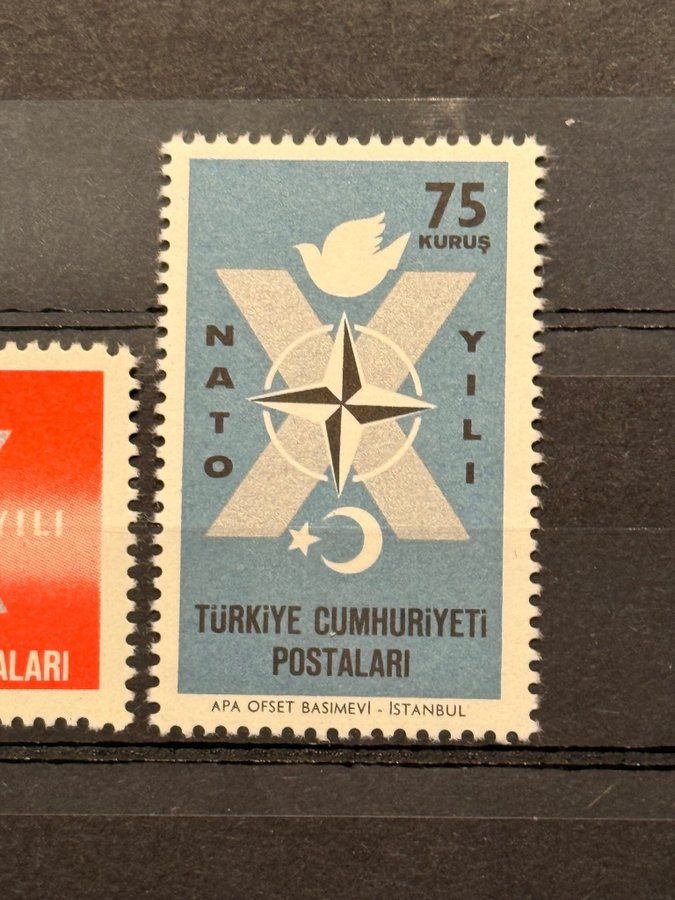 75
KURUŞ
NATO
X
YILI
TÜRKİYE CUMHURİYETİ
POSTALARI
APA OFSET BASIMEVİ - İSTANBUL
YILI
ALARI